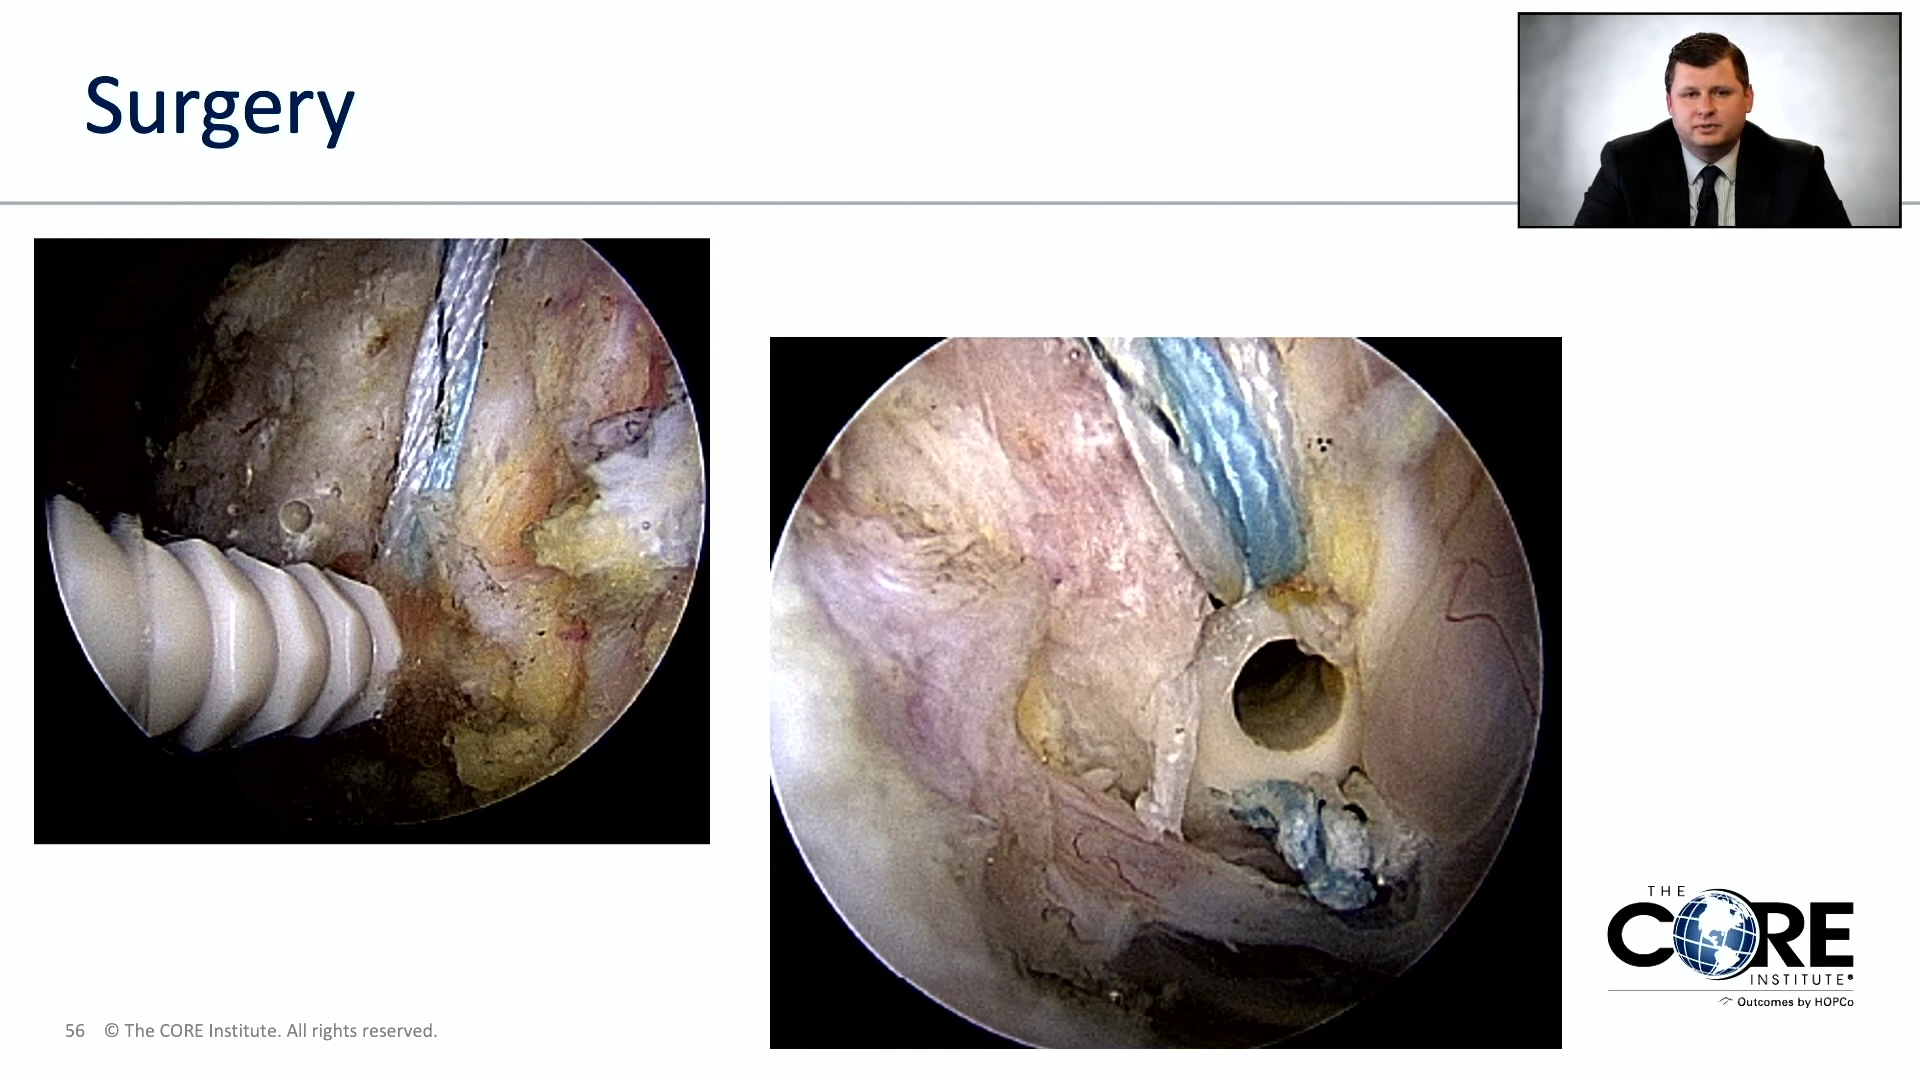 Surgery
THE
CORE
INSTITUTE®
Outcomes by HOPCo
56 © The CORE Institute. All rights reserved.